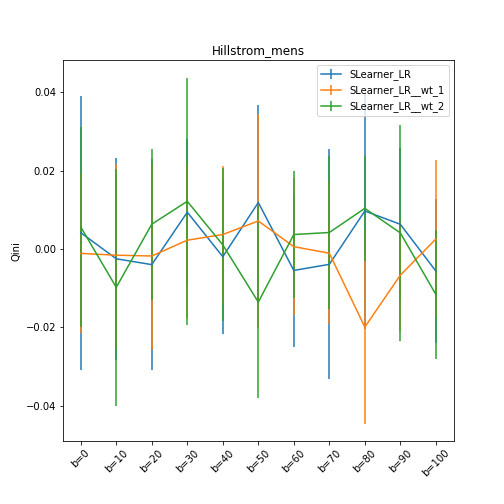 Hillstrom_mens
SLearner_LR
SLearner_LR__wt_1
SLearner_LR__wt_2
Qini
0.04
0.02
0.00
−0.02
−0.04
b=0
b=10
b=20
b=30
b=40
b=50
b=60
b=70
b=80
b=90
b=100